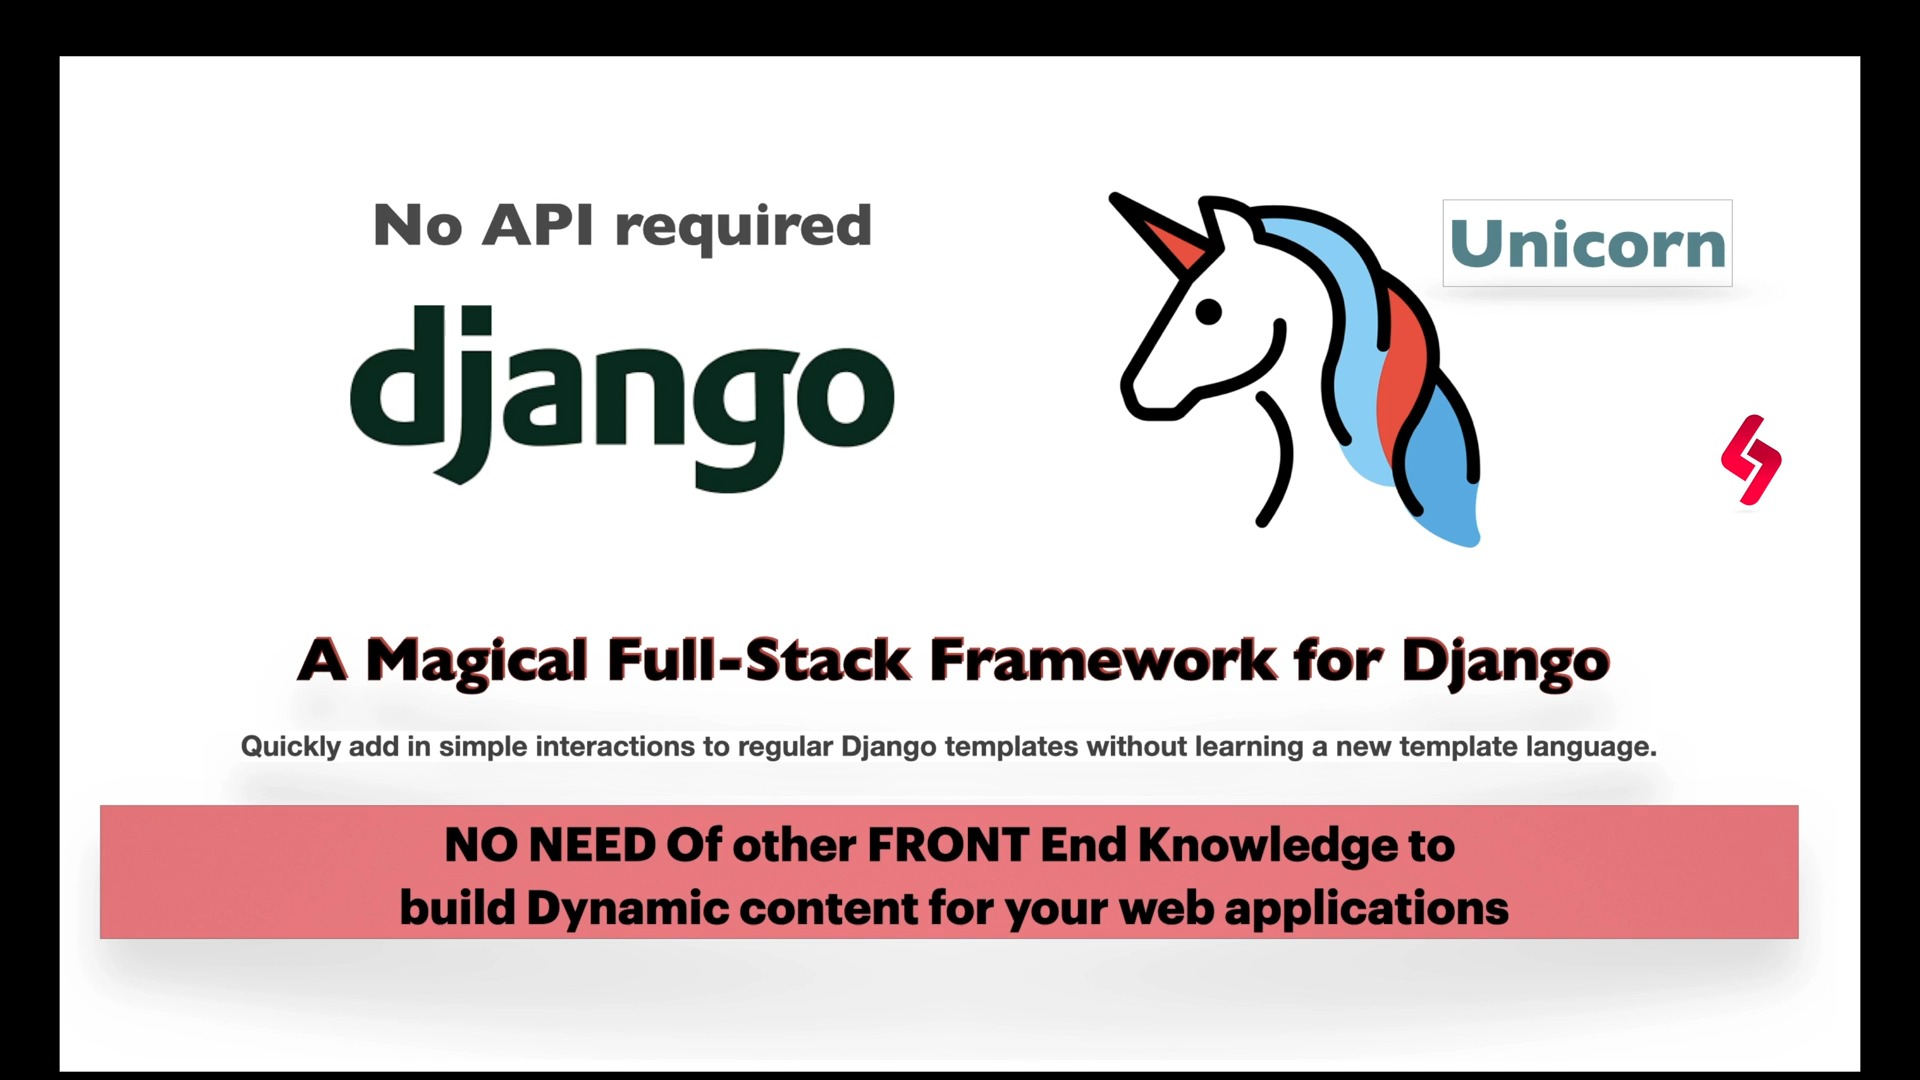 No API required
Unicorn
django
A Magical Full-Stack Framework for Django
Quickly add in simple interactions to regular Django templates without learning a new template language.
NO NEED Of other FRONT End Knowledge to
build Dynamic content for your web applications